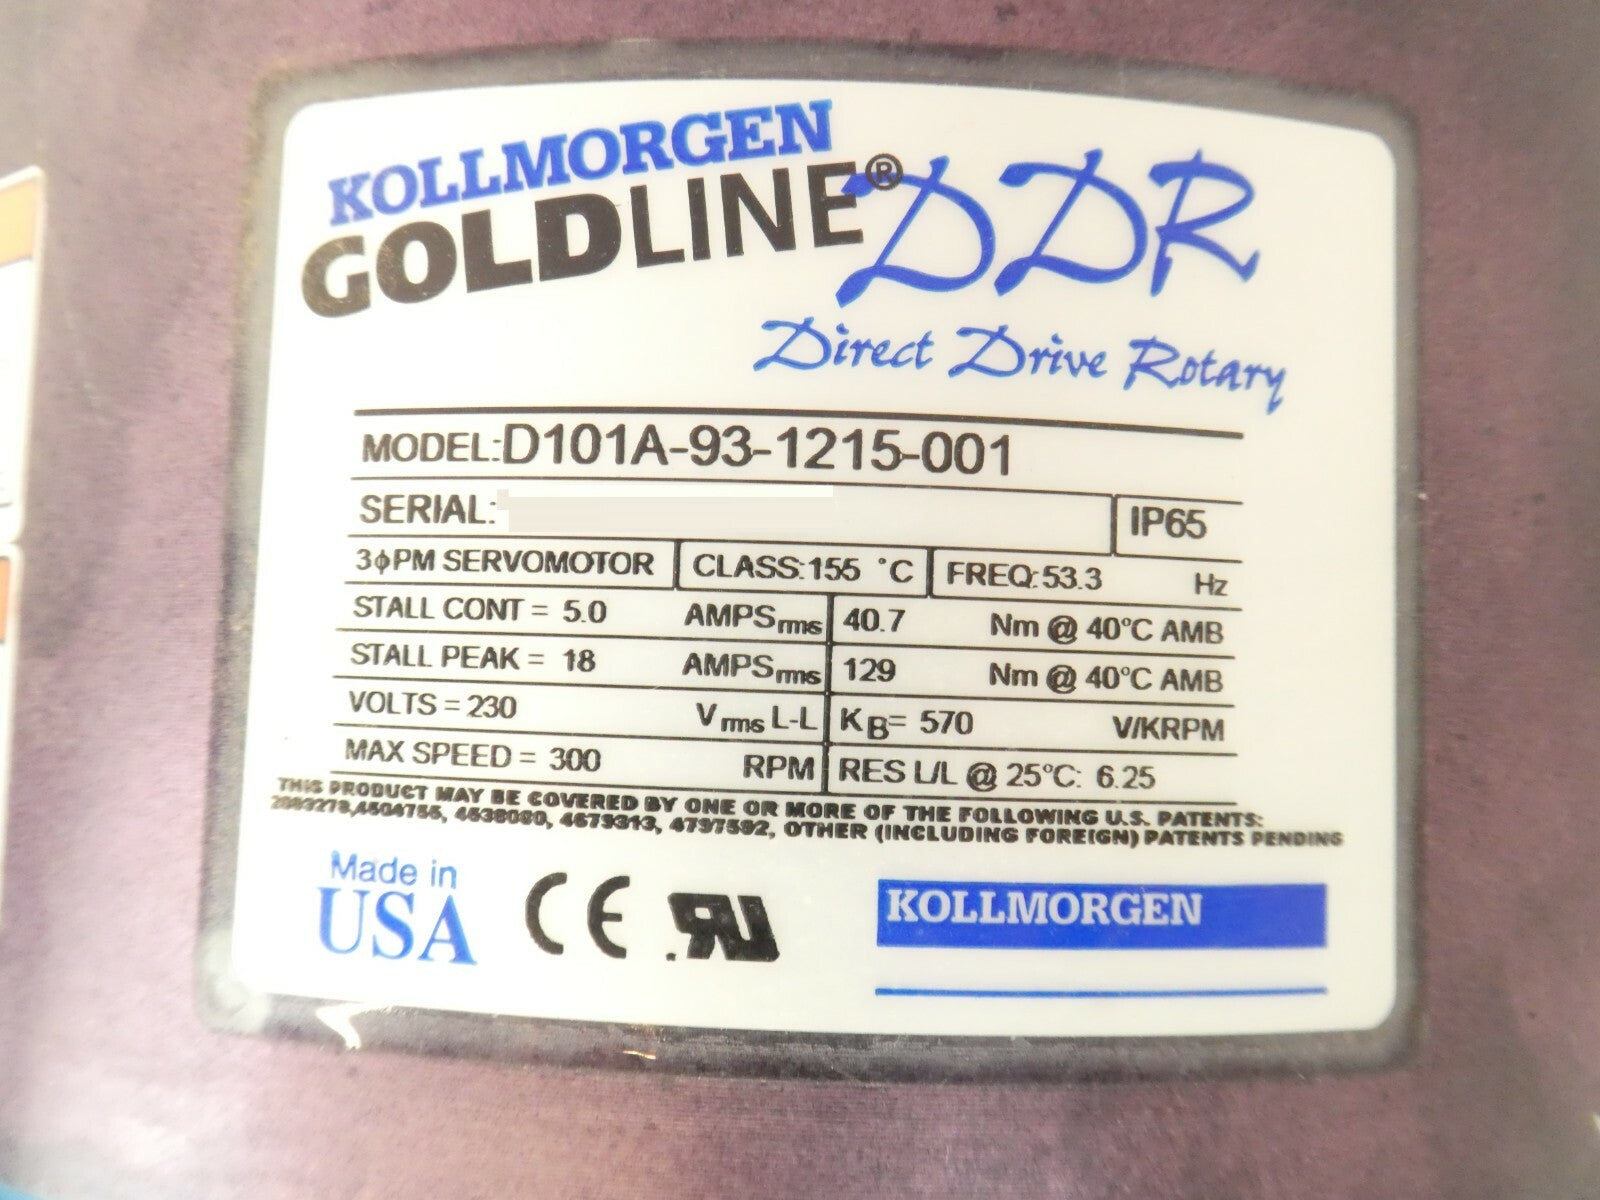 KOLLMORGEN
GOLDLINE® DDR
Direct Drive Rotary
MODEL:D101A-93-1215-001
SERIAL: IP65
3ϕPM SERVOMOTOR CLASS:155 °C FREQ:53.3 Hz
STALL CONT = 5.0 AMPSrms 40.7 Nm @ 40°C AMB
STALL PEAK = 18 AMPSrms 129 Nm @ 40°C AMB
VOLTS = 230 Vrms L-L KB= 570 V/KRPM
MAX SPEED = 300 RPM RES L/L @ 25°C: 6.25
THIS PRODUCT MAY BE COVERED BY ONE OR MORE OF THE FOLLOWING U.S. PATENTS:
4679313, 4797592, OTHER (INCLUDING FOREIGN) PATENTS PENDING
Made in
USA CE
KOLLMORGEN